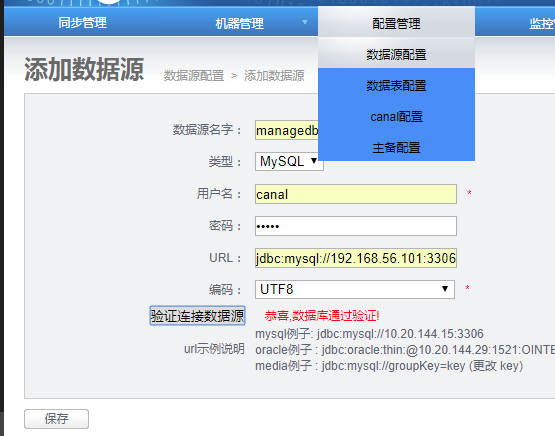 同步管理 机器管理 配置管理 监控
数据源配置
添加数据源 数据源配置 > 添加数据源
数据表配置
canal配置
主备配置
数据源名字： managedb
类型： MySQL
用户名： canal *
密码： •••••
URL： jdbc:mysql://192.168.56.101:3306
编码： UTF8 *
验证连接数据源 恭喜,数据库通过验证!
url示例说明 mysql例子: jdbc:mysql://10.20.144.15:3306
oracle例子: jdbc:oracle:thin:@10.20.144.29:1521:OINTE
media例子: jdbc:mysql://groupKey=key (更改 key)
保存